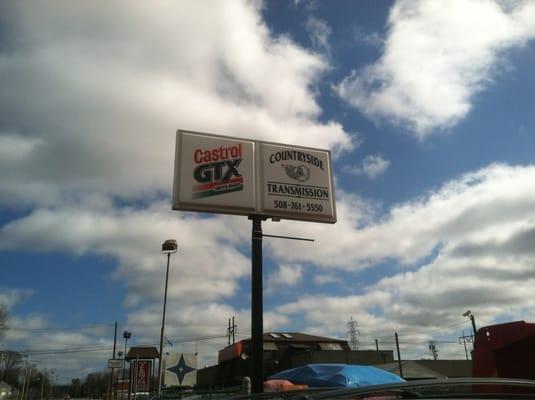 Castrol
GTX
COUNTRYSIDE
TRANSMISSION
508-761-5550